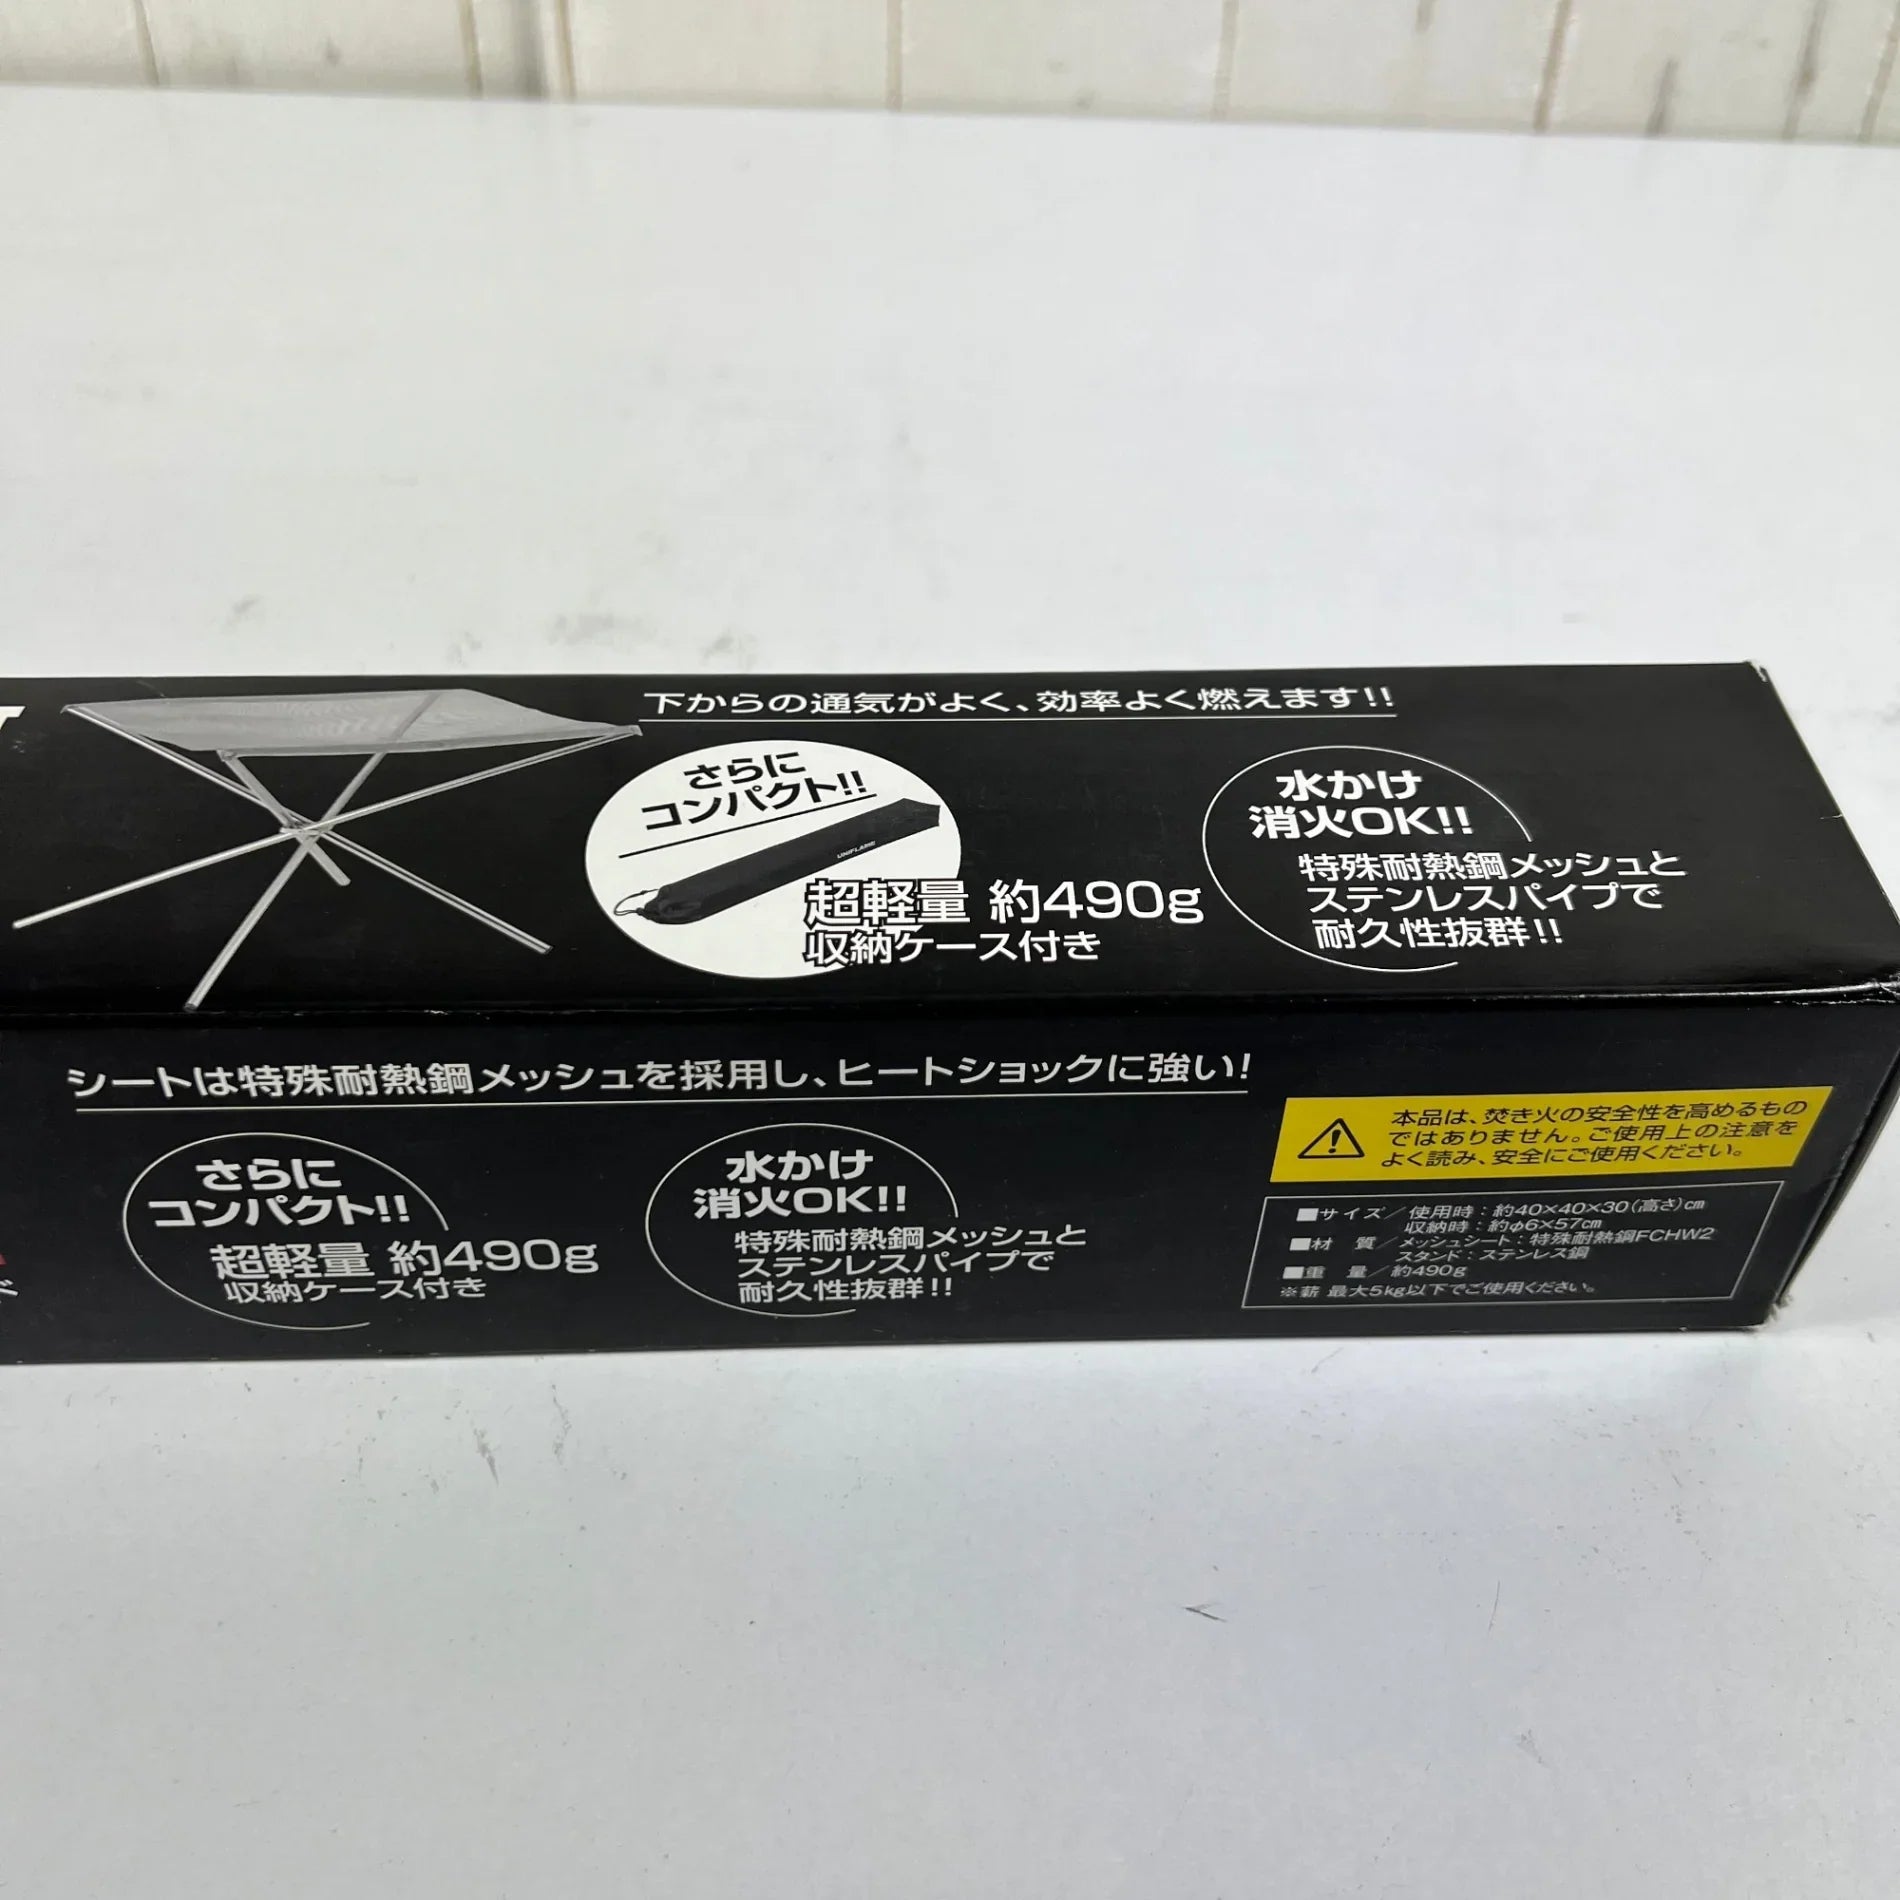 下からの通気がよく、効率よく燃えます!!
さらに
コンパクト!!
UNIFLAME
超軽量 約490g
収納ケース付き
水かけ
消火OK!!
特殊耐熱鋼メッシュと
ステンレスパイプで
耐久性抜群!!
シートは特殊耐熱鋼メッシュを採用し、ヒートショックに強い!
さらに
コンパクト!!
超軽量 約490g
収納ケース付き
水かけ
消火OK!!
特殊耐熱鋼メッシュと
ステンレスパイプで
耐久性抜群!!
本品は、焚き火の安全性を高めるもの
ではありません。ご使用上の注意を
よく読み、安全にご使用ください。
■サイズ/使用時:約40×40×30(高さ)cm
収納時:約φ6×57cm
■材 質/メッシュシート:特殊耐熱鋼FCHW2
スタンド:ステンレス鋼
■重 量/約490g
※薪 最大5kg以下でご使用ください。